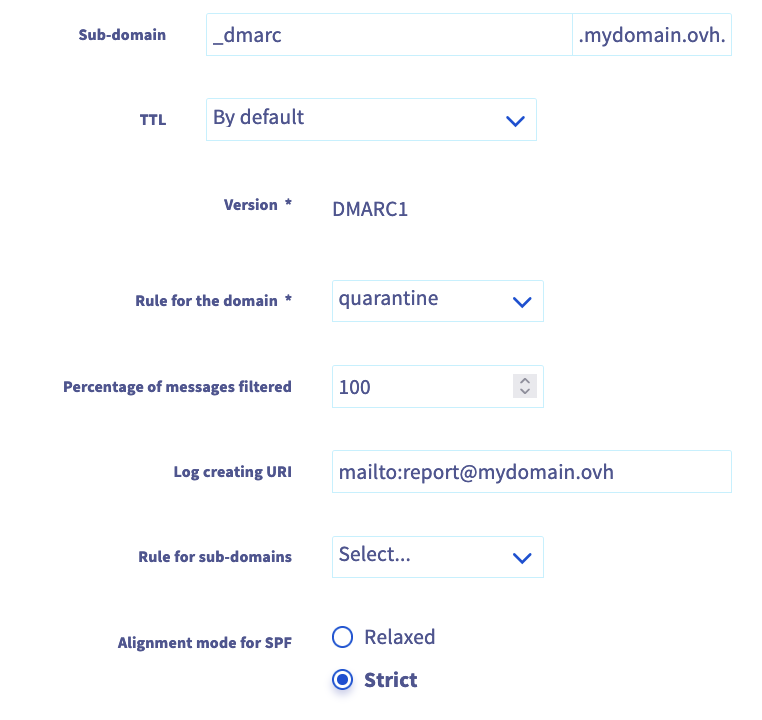 Sub-domain _dmarc .mydomain.ovh.
TTL By default
Version * DMARC1
Rule for the domain * quarantine
Percentage of messages filtered 100
Log creating URI mailto:report@mydomain.ovh
Rule for sub-domains Select...
Alignment mode for SPF Relaxed
Strict